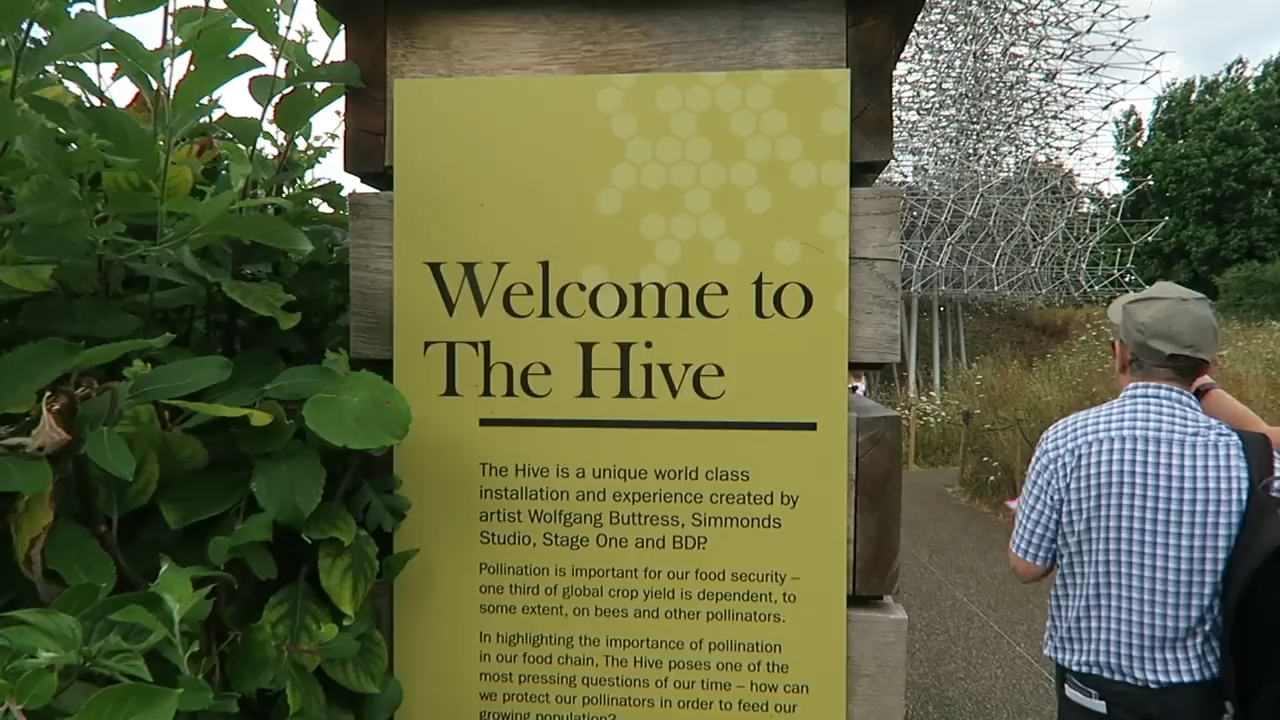 Welcome to
The Hive
The Hive is a unique world class
installation and experience created by
artist Wolfgang Buttress, Simmonds
Studio, Stage One and BDP.
Pollination is important for our food security –
one third of global crop yield is dependent, to
some extent, on bees and other pollinators.
In highlighting the importance of pollination
in our food chain, The Hive poses one of the
most pressing questions of our time – how can
we protect our pollinators in order to feed our
growing population?